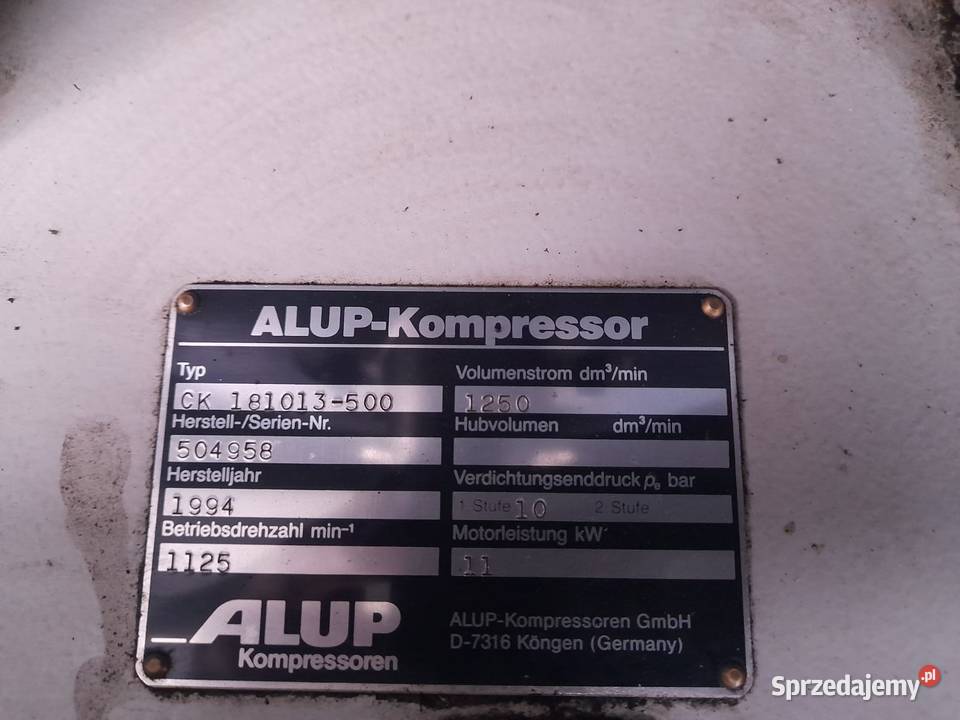 ALUP-Kompressor
Typ
CK 181013-500
Herstell-/Serien-Nr.
504958
Herstelljahr
1994
Betriebsdrehzahl min⁻¹
1125
Volumenstrom dm³/min
1250
Hubvolumen dm³/min
Verdichtungsenddruck pₑ bar
1. Stufe 10 2. Stufe
Motorleistung kW
11
ALUP
Kompressoren
ALUP-Kompressoren GmbH
D-7316 Köngen (Germany)
Sprzedajemy.pl